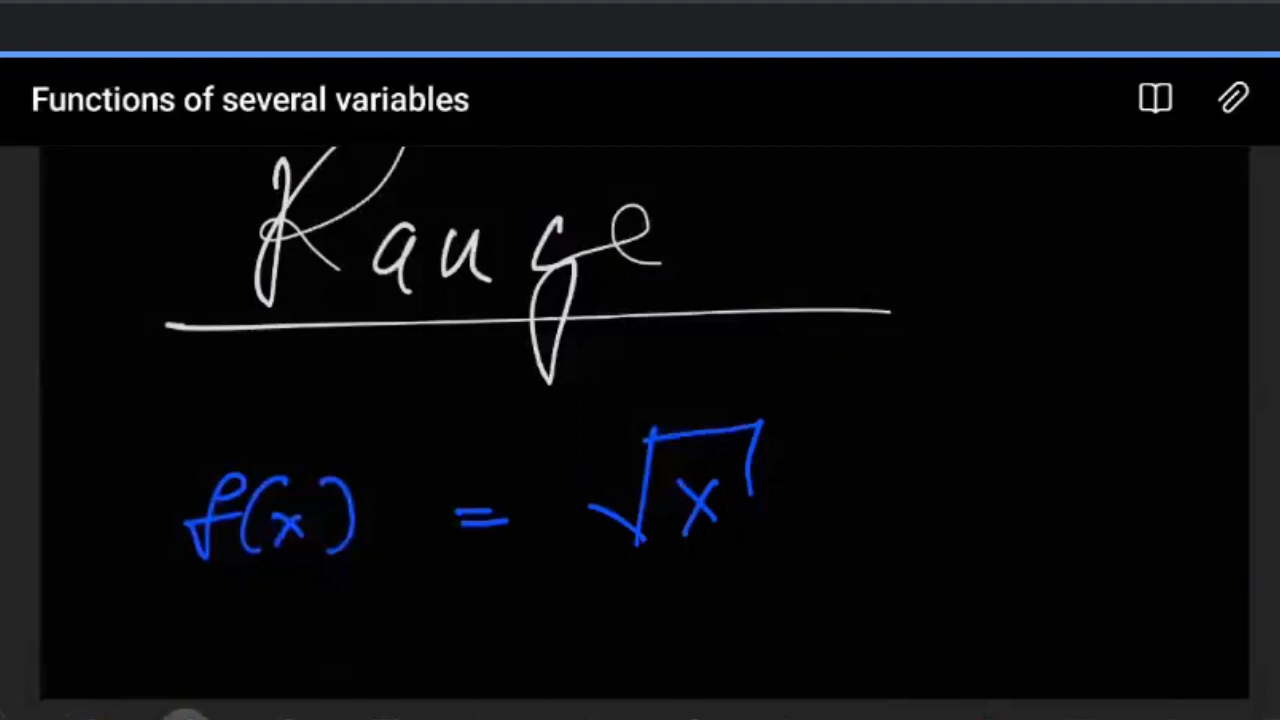 Functions of several variables
Range
f(x) = √x